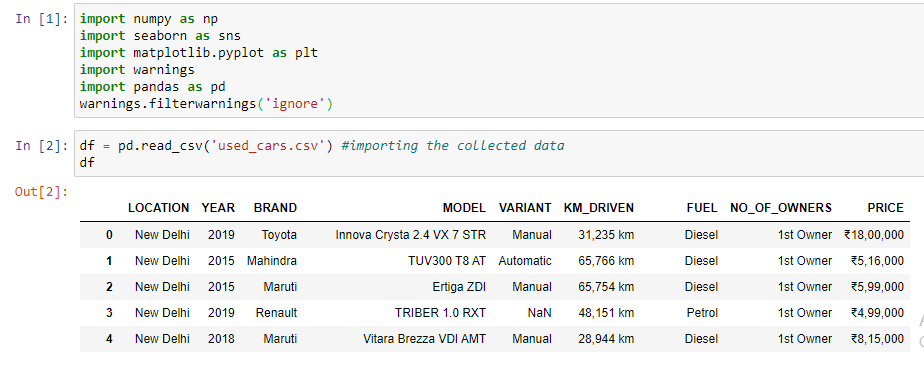 In [1]: import numpy as np
import seaborn as sns
import matplotlib.pyplot as plt
import warnings
import pandas as pd
warnings.filterwarnings('ignore')
In [2]: df = pd.read_csv('used_cars.csv') #importing the collected data
df
Out[2]:
LOCATION YEAR BRAND MODEL VARIANT KM_DRIVEN FUEL NO_OF_OWNERS PRICE
0 New Delhi 2019 Toyota Innova Crysta 2.4 VX 7 STR Manual 31,235 km Diesel 1st Owner ₹18,00,000
1 New Delhi 2015 Mahindra TUV300 T8 AT Automatic 65,766 km Diesel 1st Owner ₹5,16,000
2 New Delhi 2015 Maruti Ertiga ZDI Manual 65,754 km Diesel 1st Owner ₹5,99,000
3 New Delhi 2019 Renault TRIBER 1.0 RXT NaN 48,151 km Petrol 1st Owner ₹4,99,000
4 New Delhi 2018 Maruti Vitara Brezza VDI AMT Manual 28,944 km Diesel 1st Owner ₹8,15,000